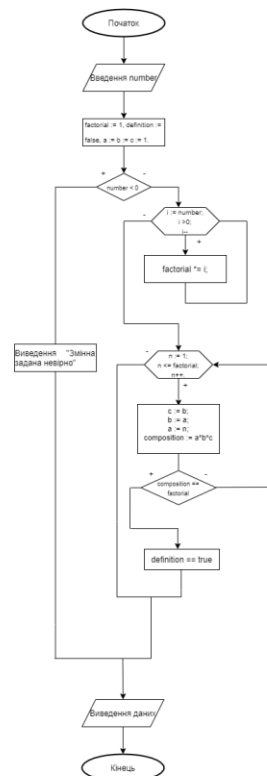 Початок
Введення number
factorial := 1, definition :=
false, a := b := c := 1.
+
number < 0
-
-
i := number;
i >0;
i--
+
factorial *= i;
Виведення "Змінна
задана невірно"
-
n := 1;
n <= factorial;
n++.
+
c := b;
b := a;
a := n;
composition := a*b*c
+
composition ==
factorial
-
definition == true
Виведення даних
Кінець